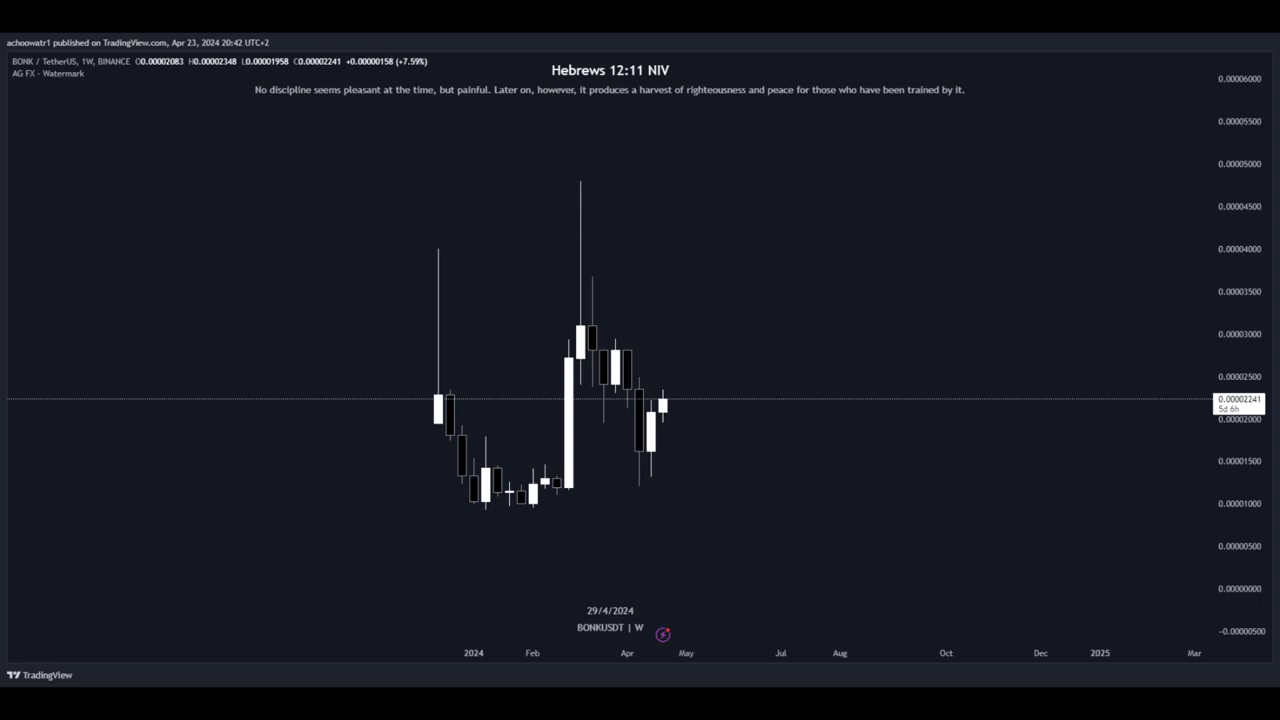 achoowatr1 published on TradingView.com, Apr 23, 2024 20:42 UTC+2
BONK / TetherUS, 1W, BINANCE O0.00002083 H0.00002348 L0.00001958 C0.00002241 +0.00000158 (+7.59%)
AG FX - Watermark
Hebrews 12:11 NIV
No discipline seems pleasant at the time, but painful. Later on, however, it produces a harvest of righteousness and peace for those who have been trained by it.
0.00006000
0.00005500
0.00005000
0.00004500
0.00004000
0.00003500
0.00003000
0.00002500
0.00002241
5d 6h
0.00002000
0.00001500
0.00001000
0.00000500
0.00000000
-0.00000500
29/4/2024
BONKUSDT | W
2024 Feb Apr May Jul Aug Oct Dec 2025 Mar
TradingView